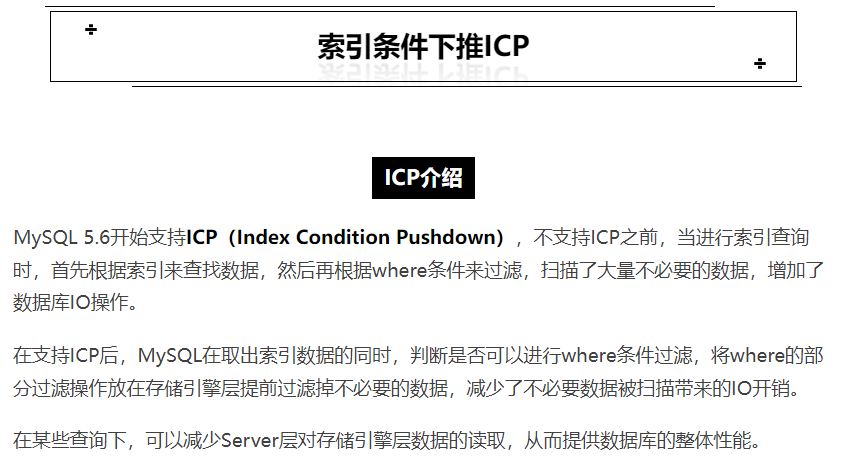 索引条件下推ICP
ICP介绍
MySQL 5.6开始支持ICP（Index Condition Pushdown），不支持ICP之前，当进行索引查询
时，首先根据索引来查找数据，然后再根据where条件来过滤，扫描了大量不必要的数据，增加了
数据库IO操作。
在支持ICP后，MySQL在取出索引数据的同时，判断是否可以进行where条件过滤，将where的部
分过滤操作放在存储引擎层提前过滤掉不必要的数据，减少了不必要数据被扫描带来的IO开销。
在某些查询下，可以减少Server层对存储引擎层数据的读取，从而提供数据库的整体性能。